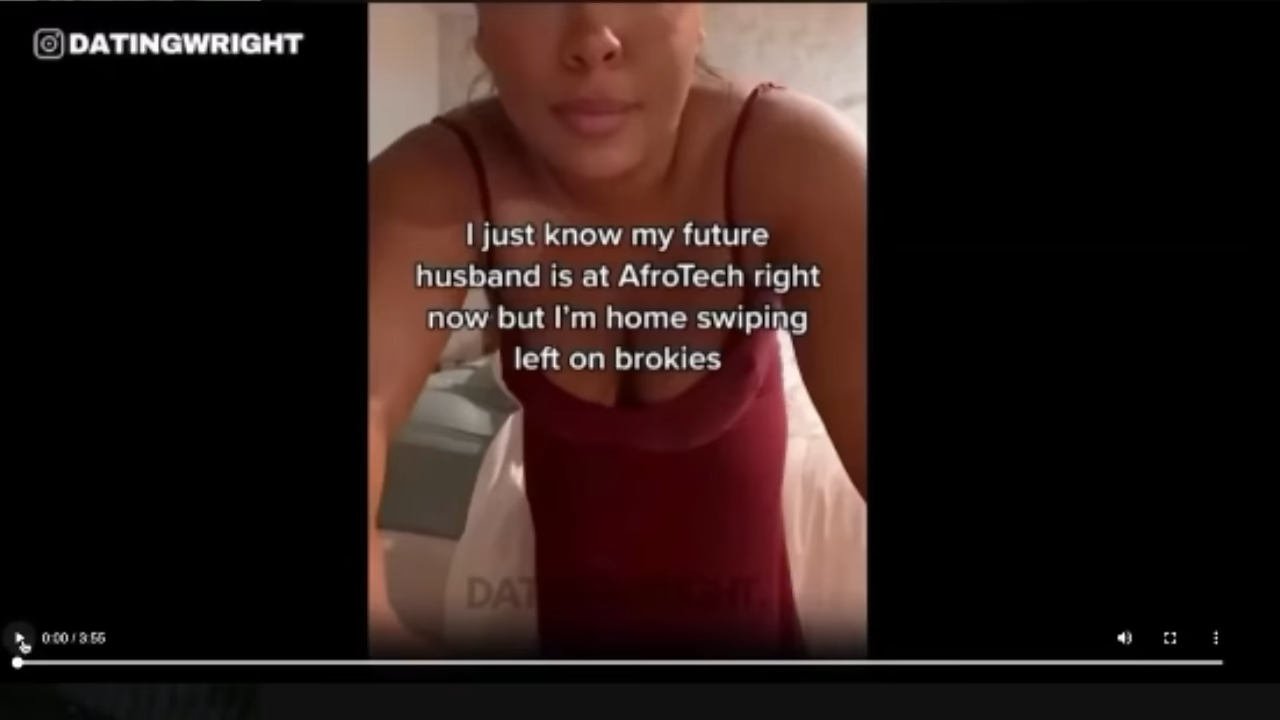 DATINGWRIGHT
I just know my future
husband is at AfroTech right
now but I'm home swiping
left on brokies
DATINGWRIGHT.
0:00 / 3:55